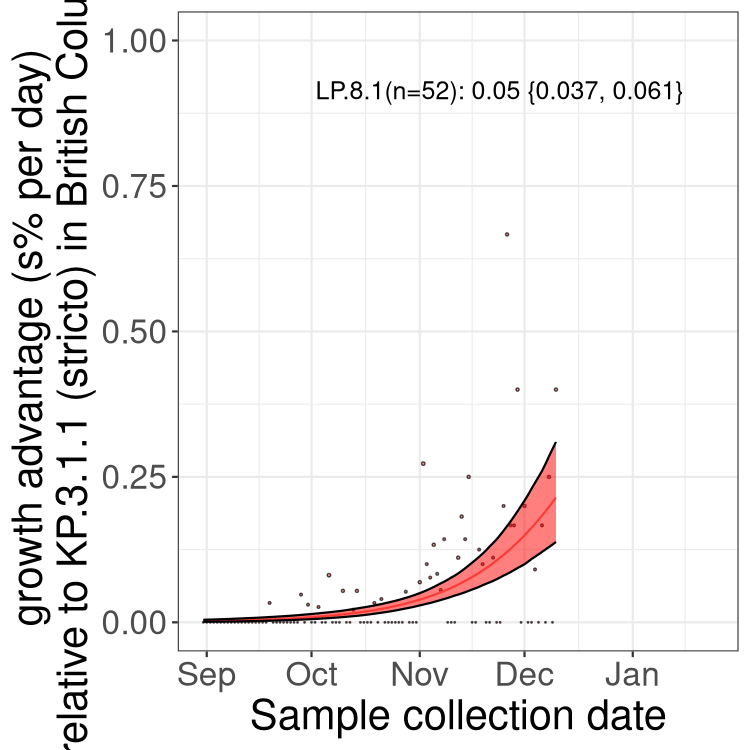 growth advantage (s% per day)
relative to KP.3.1.1 (stricto) in British Colu
1.00
0.75
0.50
0.25
0.00
LP.8.1(n=52): 0.05 {0.037, 0.061}
Sep Oct Nov Dec Jan
Sample collection date